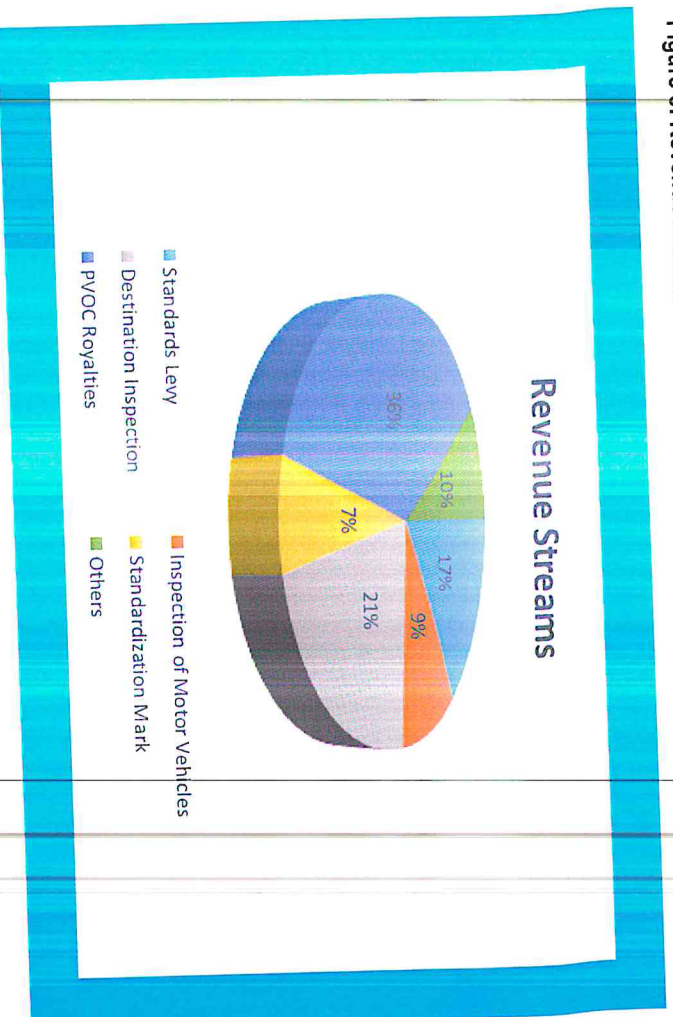 Revenue Streams
10%
17%
36%
9%
7%
21%
Standards Levy
Inspection of Motor Vehicles
Destination Inspection
Standardization Mark
PVOC Royalties
Others